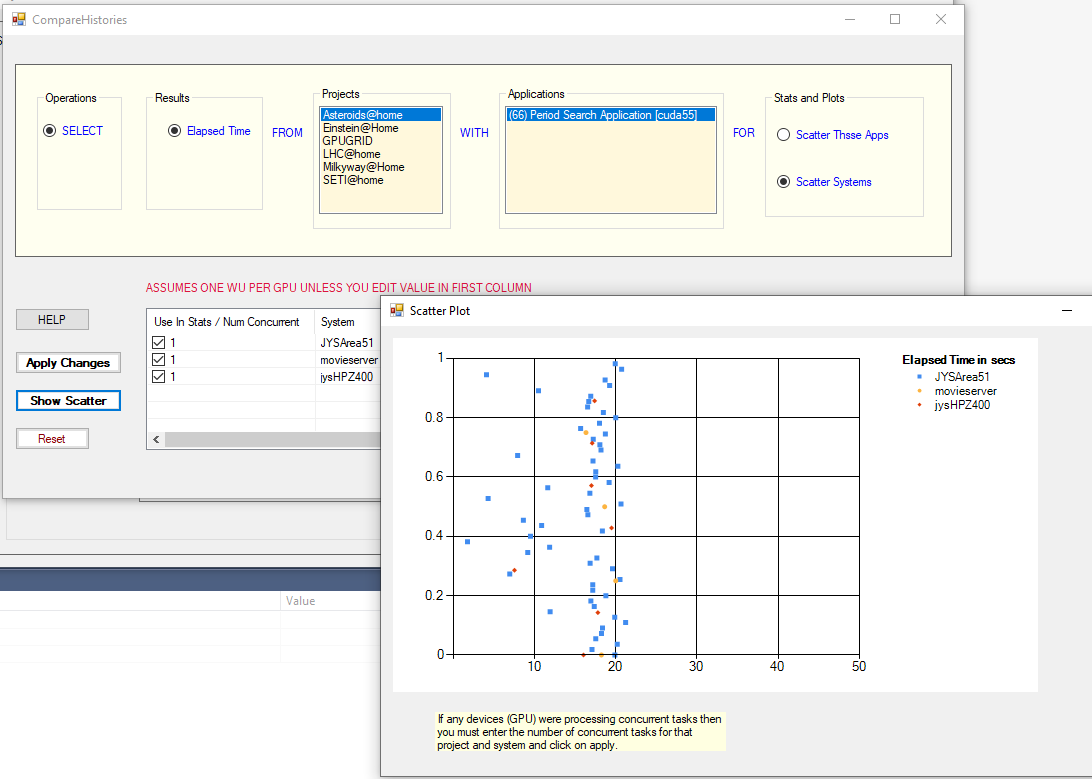 CompareHistories
Operations
SELECT
Results
Elapsed Time
FROM
Projects
Asteroids@home
Einstein@Home
GPUGRID
LHC@home
Milkyway@Home
SETI@home
WITH
Applications
(66) Period Search Application [cuda55]
FOR
Stats and Plots
Scatter Thsse Apps
Scatter Systems
ASSUMES ONE WU PER GPU UNLESS YOU EDIT VALUE IN FIRST COLUMN
HELP
Apply Changes
Show Scatter
Reset
Use In Stats / Num Concurrent System
1 JYSArea51
1 movieserver
1 jysHPZ400
Value
Scatter Plot
1
0.8
0.6
0.4
0.2
0
10 20 30 40 50
Elapsed Time in secs
JYSArea51
movieserver
jysHPZ400
If any devices (GPU) were processing concurrent tasks then
you must enter the number of concurrent tasks for that
project and system and click on apply.